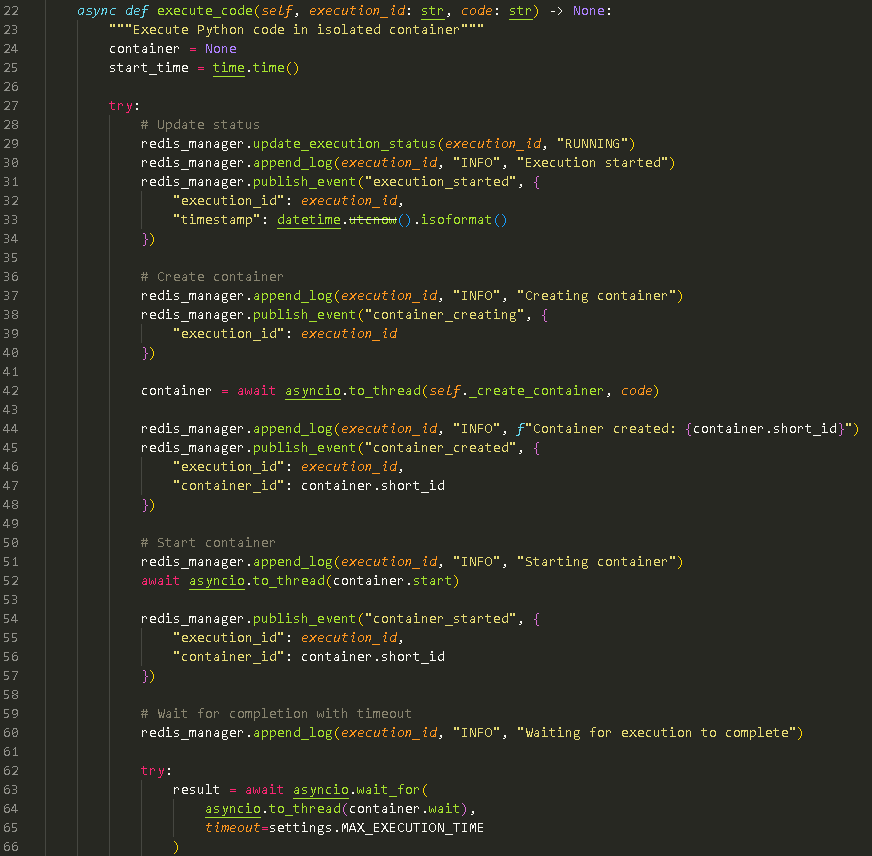 22 async def execute_code(self, execution_id: str, code: str) -> None:
23     """Execute Python code in isolated container"""
24     container = None
25     start_time = time.time()
26
27     try:
28         # Update status
29         redis_manager.update_execution_status(execution_id, "RUNNING")
30         redis_manager.append_log(execution_id, "INFO", "Execution started")
31         redis_manager.publish_event("execution_started", {
32             "execution_id": execution_id,
33             "timestamp": datetime.utcnow().isoformat()
34         })
35
36         # Create container
37         redis_manager.append_log(execution_id, "INFO", "Creating container")
38         redis_manager.publish_event("container_creating", {
39             "execution_id": execution_id
40         })
41
42         container = await asyncio.to_thread(self._create_container, code)
43
44         redis_manager.append_log(execution_id, "INFO", f"Container created: {container.short_id}")
45         redis_manager.publish_event("container_created", {
46             "execution_id": execution_id,
47             "container_id": container.short_id
48         })
49
50         # Start container
51         redis_manager.append_log(execution_id, "INFO", "Starting container")
52         await asyncio.to_thread(container.start)
53
54         redis_manager.publish_event("container_started", {
55             "execution_id": execution_id,
56             "container_id": container.short_id
57         })
58
59         # Wait for completion with timeout
60         redis_manager.append_log(execution_id, "INFO", "Waiting for execution to complete")
61
62         try:
63             result = await asyncio.wait_for(
64                 asyncio.to_thread(container.wait),
65                 timeout=settings.MAX_EXECUTION_TIME
66             )